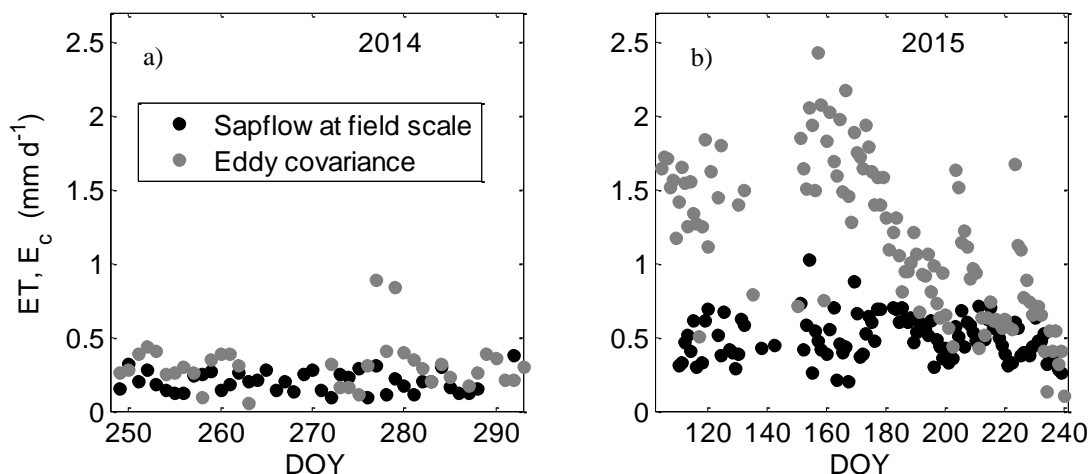 a) 2014
b) 2015
Sapflow at field scale
Eddy covariance
ET, E_c (mm d^-1)
2.5
2
1.5
1
0.5
0
250 260 270 280 290
DOY
2.5
2
1.5
1
0.5
0
120 140 160 180 200 220 240
DOY